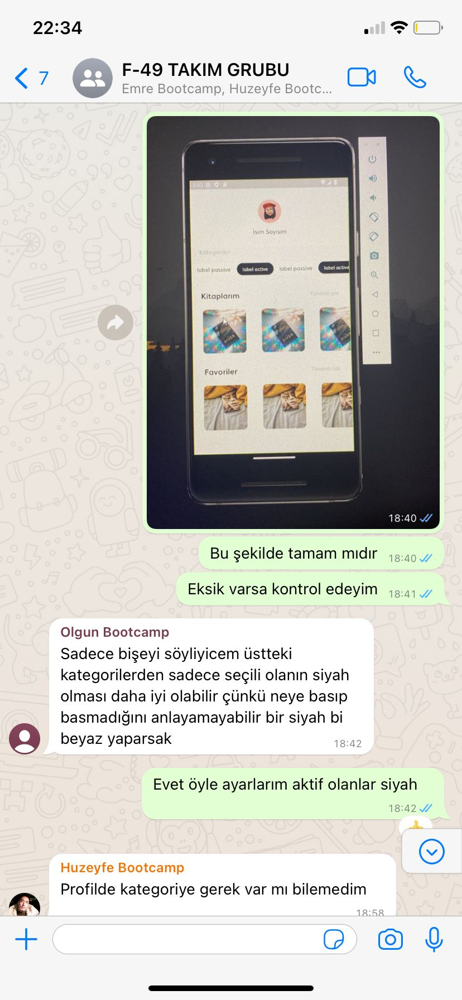 22:34
7
F-49 TAKIM GRUBU
Emre Bootcamp, Huzeyfe Bootc...
3:40
İsim Soyisim
Kategoriler
label passive label active label passive label active
Kitaplarım
Tümünü gör
RIVER
Favoriler
Tümünü Gör
18:40
Bu şekilde tamam mıdır
18:40
Eksik varsa kontrol edeyim
18:41
Olgun Bootcamp
Sadece bişeyi söyliyicem üstteki
kategorilerden sadece seçili olanın siyah
olması daha iyi olabilir çünkü neye basıp
basmadığını anlayamayabilir bir siyah bi
beyaz yaparsak
18:42
Evet öyle ayarlarım aktif olanlar siyah
18:42
Huzeyfe Bootcamp
Profilde kategoriye gerek var mı bilemedim
18:58